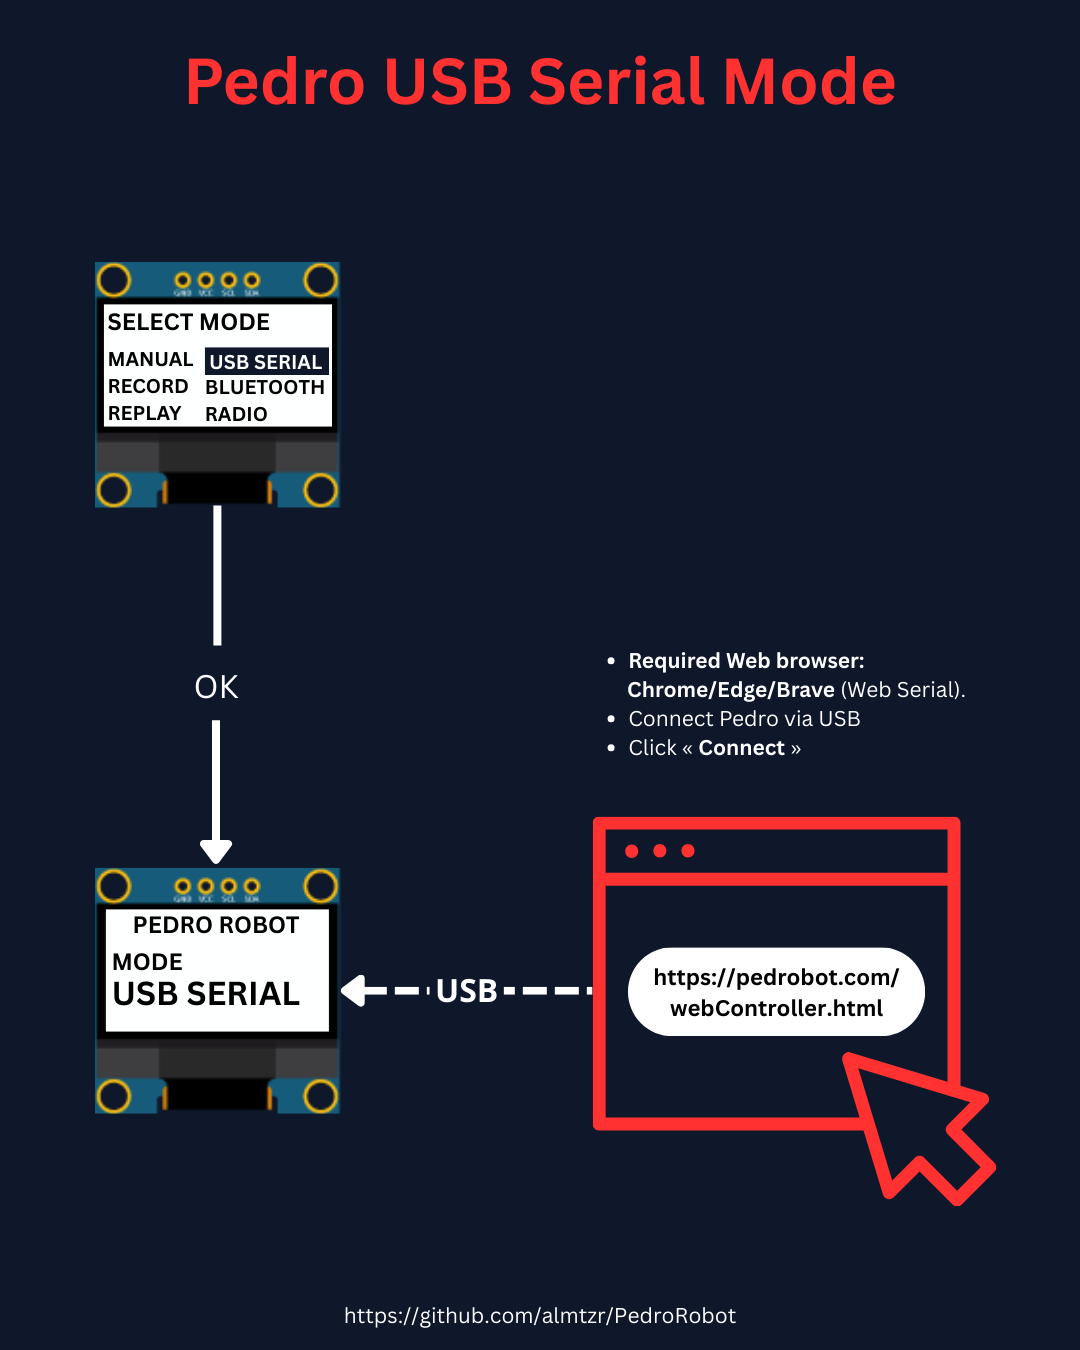 Pedro USB Serial Mode
GND VCC SCL SDA
SELECT MODE
MANUAL USB SERIAL
RECORD BLUETOOTH
REPLAY RADIO
OK
• Required Web browser:
Chrome/Edge/Brave (Web Serial).
• Connect Pedro via USB
• Click « Connect »
GND VCC SCL SDA
PEDRO ROBOT
MODE
USB SERIAL
USB
https://pedrobot.com/
webController.html
https://github.com/almtzr/PedroRobot